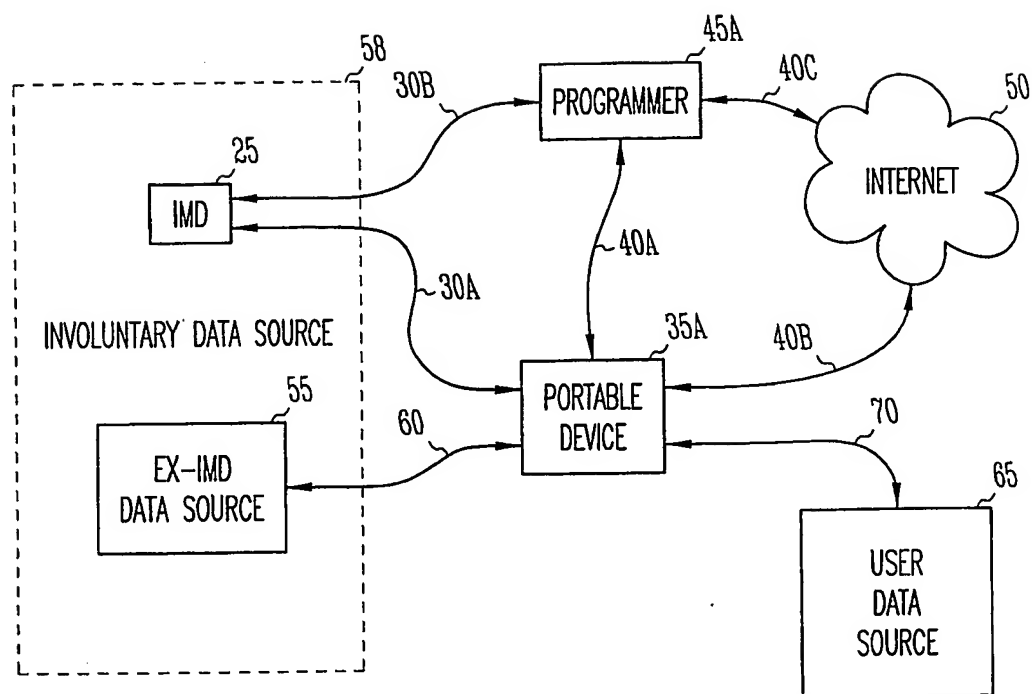 58
45A
30B
PROGRAMMER
40C
50
25
IMD
INTERNET
40A
30A
INVOLUNTARY DATA SOURCE
35A
40B
PORTABLE
DEVICE
55
60
70
EX-IMD
DATA SOURCE
65
USER
DATA
SOURCE